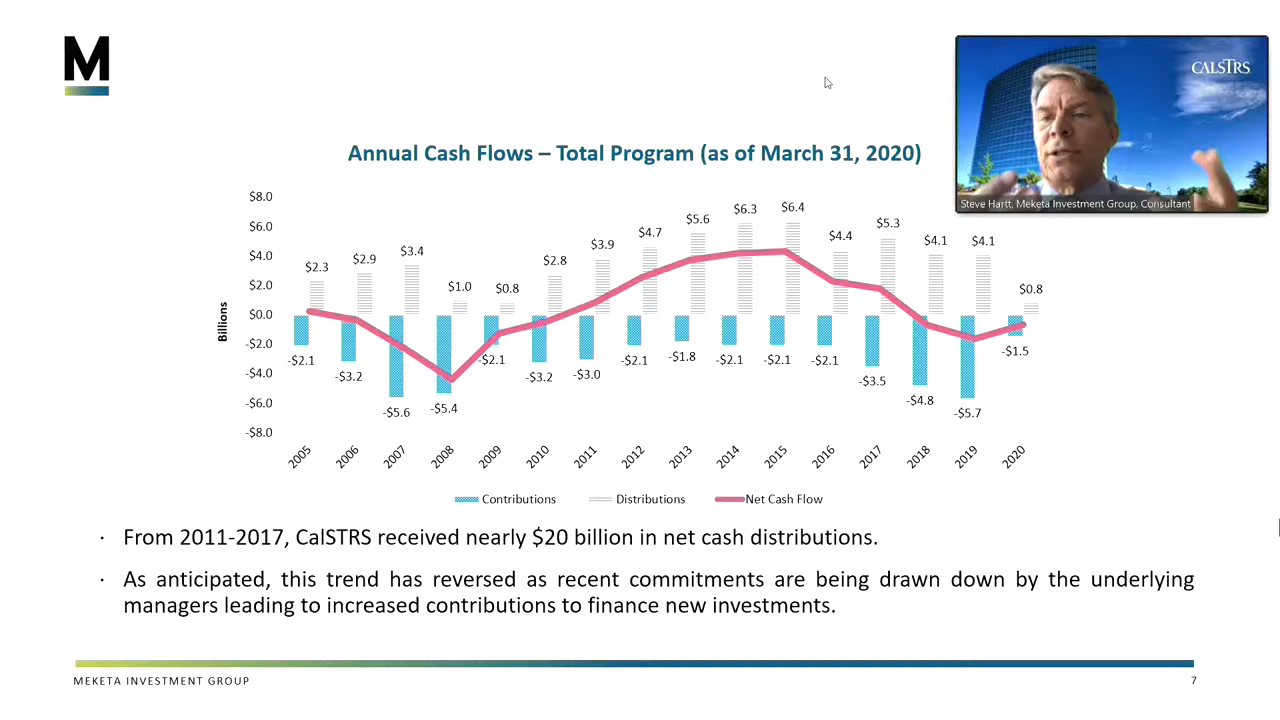 M
CALSTRS
Steve Hartt, Meketa Investment Group, Consultant
Annual Cash Flows – Total Program (as of March 31, 2020)
Billions
$8.0
$6.0
$4.0
$2.0
$0.0
-$2.0
-$4.0
-$6.0
-$8.0
$2.3 $2.9 $3.4 $1.0 $0.8 $2.8 $3.9 $4.7 $5.6 $6.3 $6.4 $4.4 $5.3 $4.1 $4.1 $0.8
-$2.1 -$3.2 -$5.6 -$5.4 -$2.1 -$3.2 -$3.0 -$2.1 -$1.8 -$2.1 -$2.1 -$2.1 -$3.5 -$4.8 -$5.7 -$1.5
2005 2006 2007 2008 2009 2010 2011 2012 2013 2014 2015 2016 2017 2018 2019 2020
Contributions Distributions Net Cash Flow
· From 2011-2017, CalSTRS received nearly $20 billion in net cash distributions.
· As anticipated, this trend has reversed as recent commitments are being drawn down by the underlying
managers leading to increased contributions to finance new investments.
MEKETA INVESTMENT GROUP
7